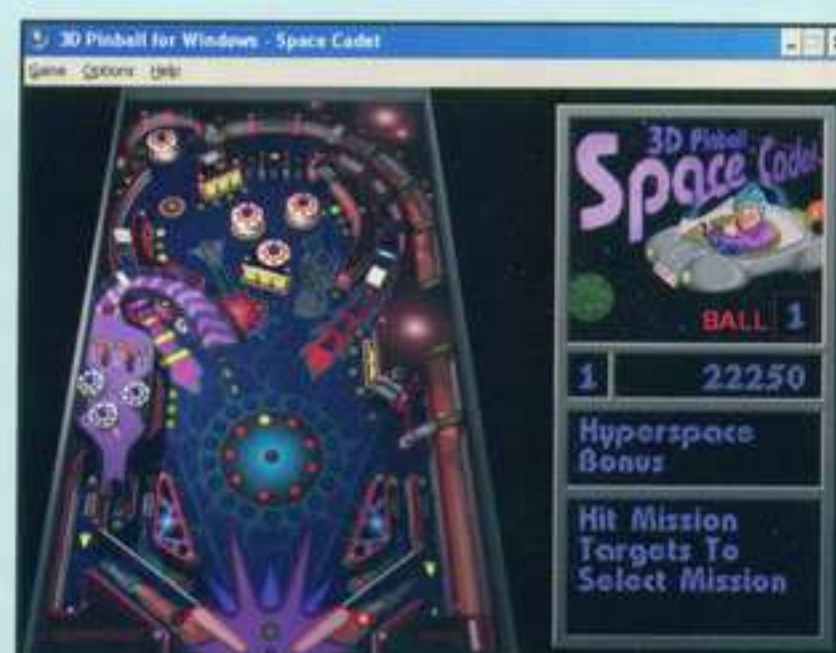 3D Pinball for Windows - Space Cadet
Game Options Help
3D Pinball
Space Cadet
BALL 1
1 22250
Hyperspace
Bonus
Hit Mission
Targets To
Select Mission